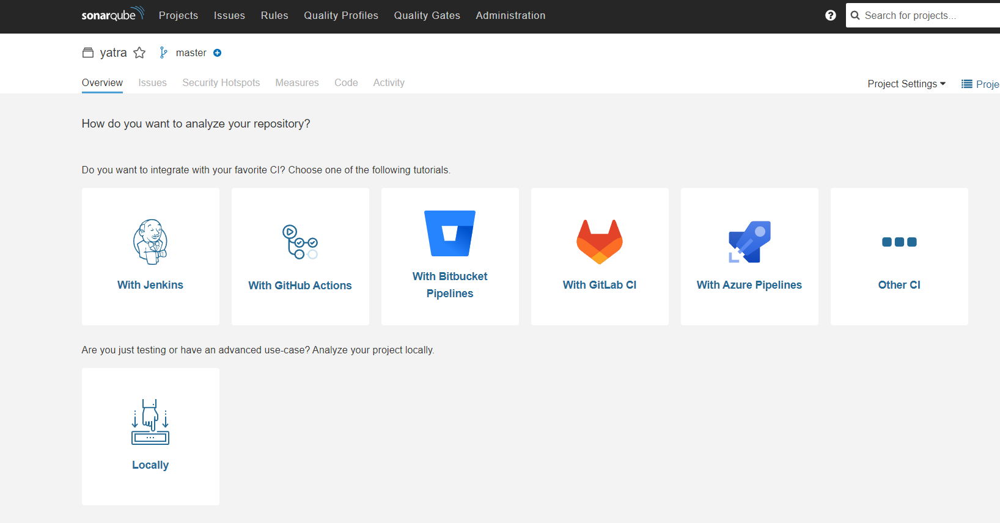 sonarqube Projects Issues Rules Quality Profiles Quality Gates Administration ? Search for projects...
yatra master
Overview Issues Security Hotspots Measures Code Activity Project Settings Proje
How do you want to analyze your repository?
Do you want to integrate with your favorite CI? Choose one of the following tutorials.
With Jenkins
With GitHub Actions
With Bitbucket
Pipelines
With GitLab CI
With Azure Pipelines
Other CI
Are you just testing or have an advanced use-case? Analyze your project locally.
Locally